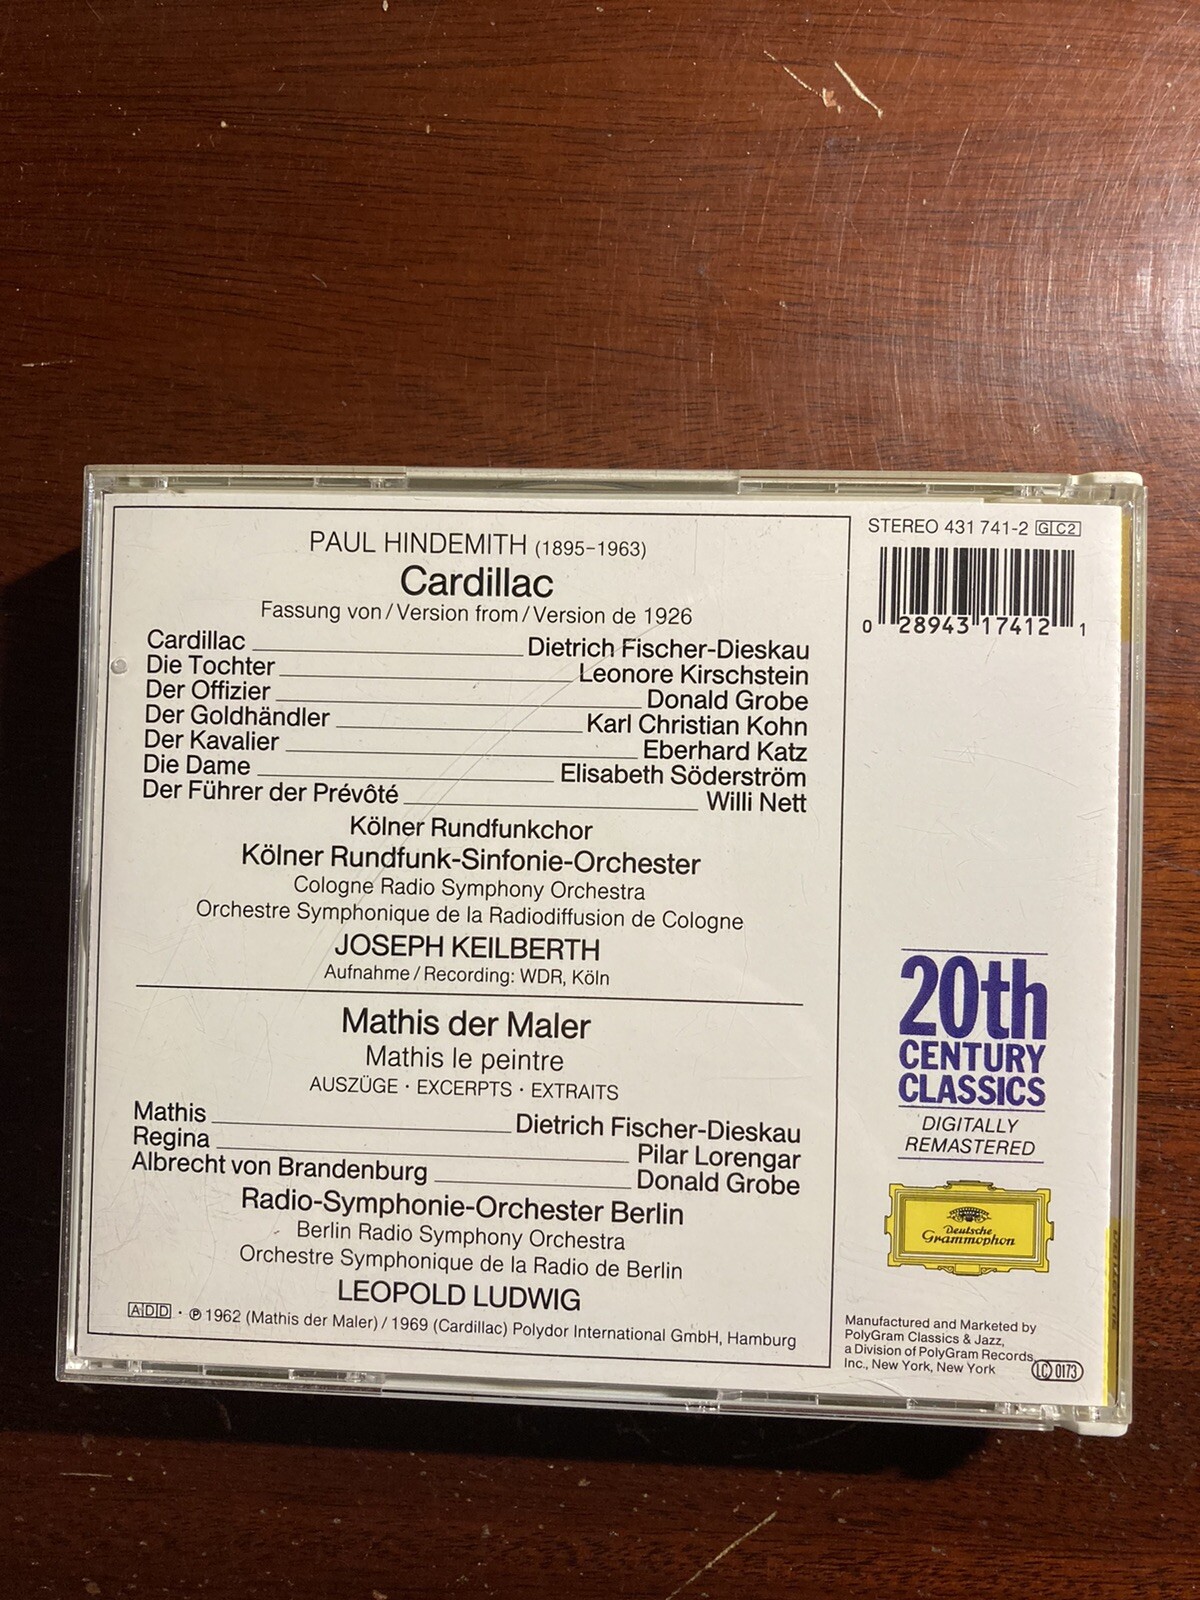 PAUL HINDEMITH (1895–1963)
Cardillac
Fassung von / Version from / Version de 1926
Cardillac Dietrich Fischer-Dieskau
Die Tochter Leonore Kirschstein
Der Offizier Donald Grobe
Der Goldhändler Karl Christian Kohn
Der Kavalier Eberhard Katz
Die Dame Elisabeth Söderström
Der Führer der Prévôté Willi Nett
Kölner Rundfunkchor
Kölner Rundfunk-Sinfonie-Orchester
Cologne Radio Symphony Orchestra
Orchestre Symphonique de la Radiodiffusion de Cologne
JOSEPH KEILBERTH
Aufnahme / Recording: WDR, Köln
Mathis der Maler
Mathis le peintre
AUSZÜGE · EXCERPTS · EXTRAITS
Mathis Dietrich Fischer-Dieskau
Regina Pilar Lorengar
Albrecht von Brandenburg Donald Grobe
Radio-Symphonie-Orchester Berlin
Berlin Radio Symphony Orchestra
Orchestre Symphonique de la Radio de Berlin
LEOPOLD LUDWIG
ADD · ℗ 1962 (Mathis der Maler) / 1969 (Cardillac) Polydor International GmbH, Hamburg
STEREO 431 741-2 GC2
0 28943 17412 1
20th
CENTURY
CLASSICS
DIGITALLY
REMASTERED
Deutsche
Grammophon
Manufactured and Marketed by
PolyGram Classics & Jazz,
a Division of PolyGram Records,
Inc., New York, New York
LC 0173